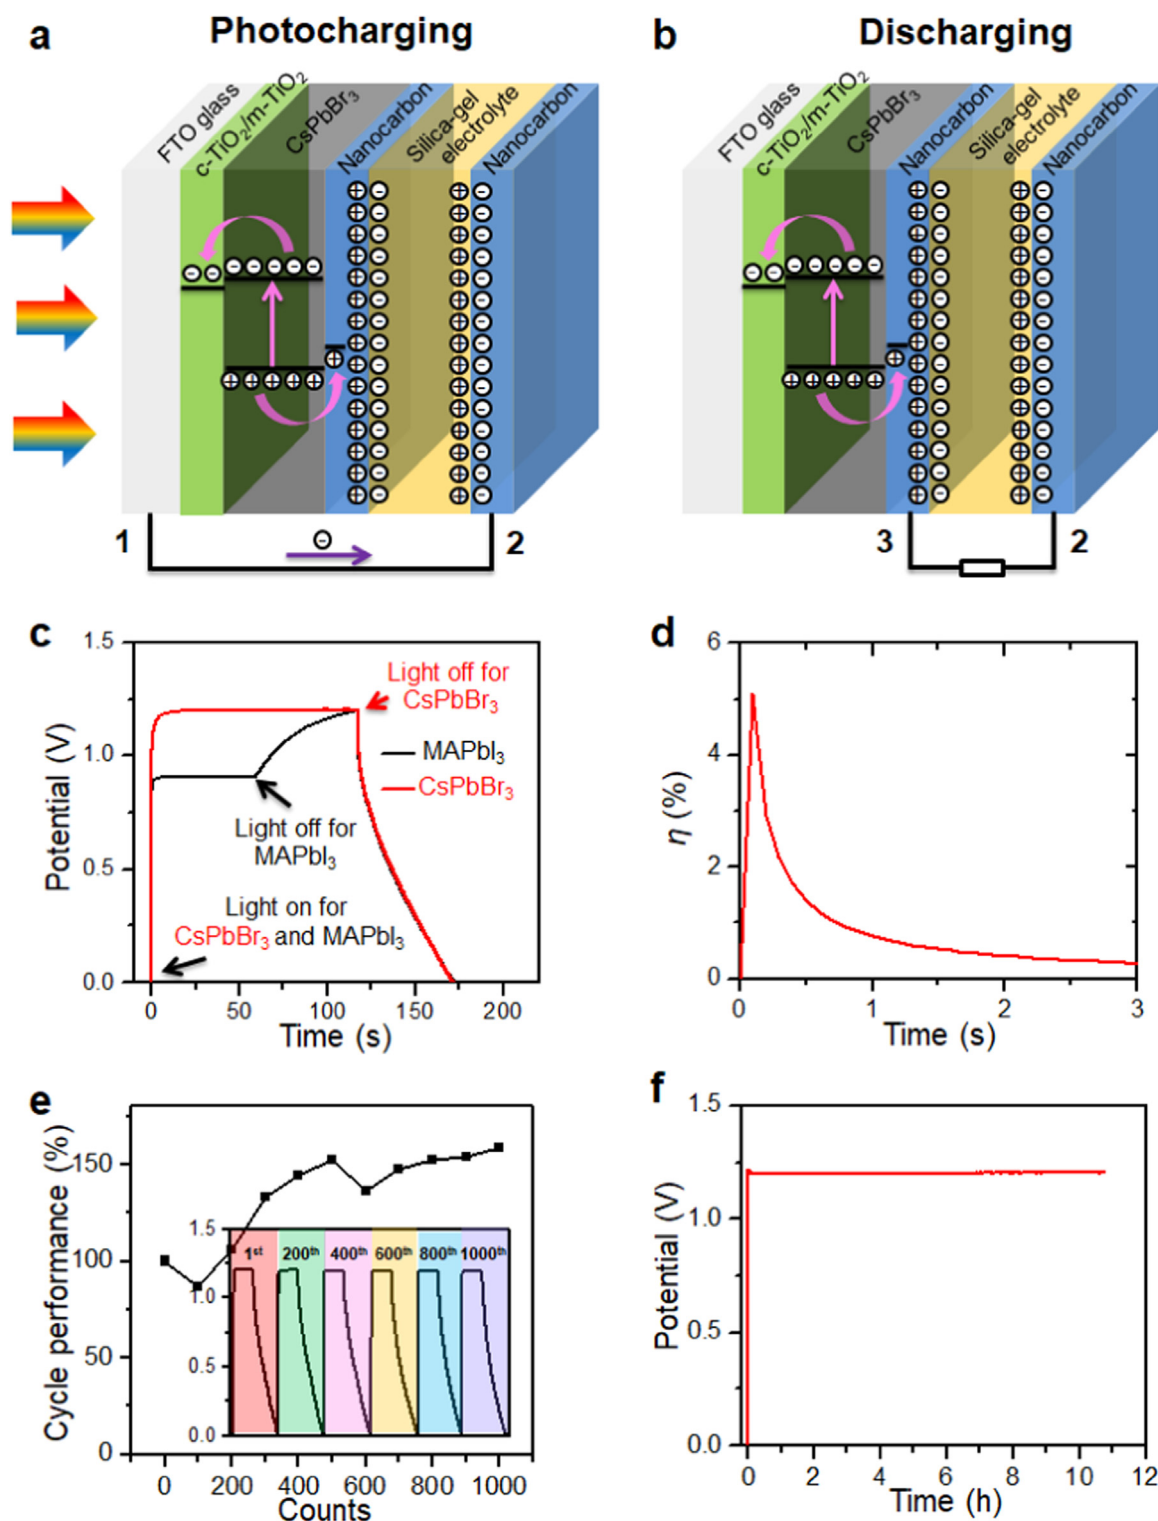 a
Photocharging
FTO glass
c-TiO₂/m-TiO₂
CsPbBr₃
Nanocarbon
Silica-gel
electrolyte
Nanocarbon
1
2
b
Discharging
FTO glass
c-TiO₂/m-TiO₂
CsPbBr₃
Nanocarbon
Silica-gel
electrolyte
Nanocarbon
3
2
c
Potential (V)
1.5
1.0
0.5
0.0
Light off for
CsPbBr₃
MAPbI₃
CsPbBr₃
Light off for
MAPbI₃
Light on for
CsPbBr₃ and MAPbI₃
0 50 100 150 200
Time (s)
d
η (%)
6
4
2
0
0 1 2 3
Time (s)
e
Cycle performance (%)
150
100
50
0
1.5
1.0
0.5
0.0
1ˢᵗ 200ᵗʰ 400ᵗʰ 600ᵗʰ 800ᵗʰ 1000ᵗʰ
0 200 400 600 800 1000
Counts
f
Potential (V)
1.5
1.0
0.5
0.0
0 2 4 6 8 10 12
Time (h)